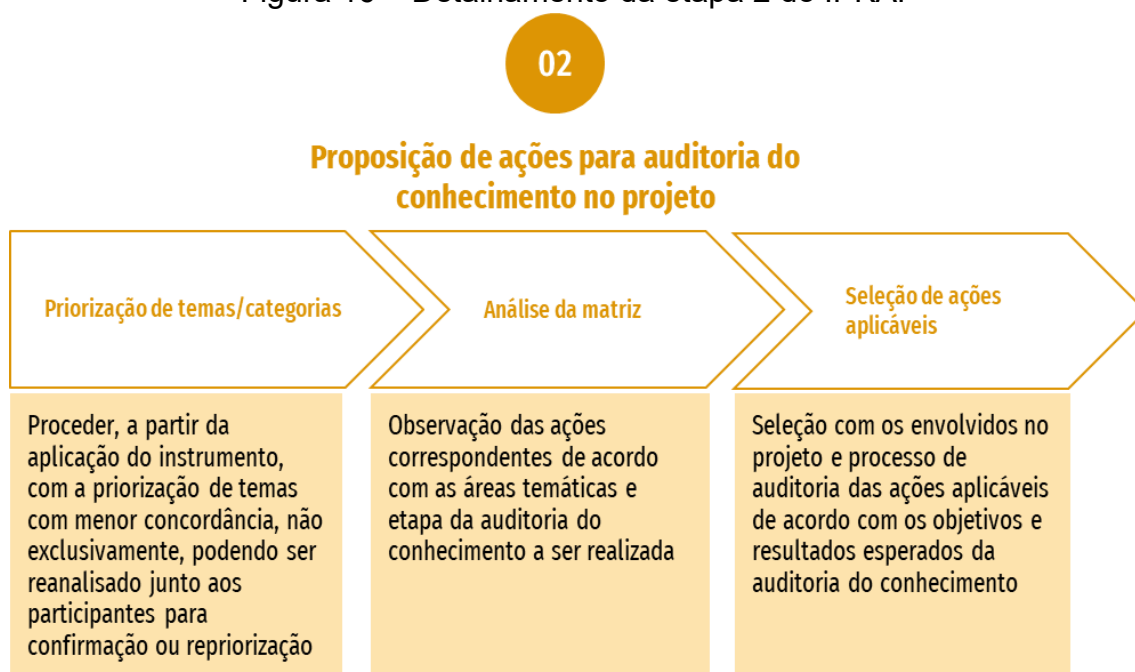 02
Proposição de ações para auditoria do
conhecimento no projeto
Priorização de temas/categorias
Análise da matriz
Seleção de ações
aplicáveis
Proceder, a partir da
aplicação do instrumento,
com a priorização de temas
com menor concordância, não
exclusivamente, podendo ser
reanalisado junto aos
participantes para
confirmação ou repriorização
Observação das ações
correspondentes de acordo
com as áreas temáticas e
etapa da auditoria do
conhecimento a ser realizada
Seleção com os envolvidos no
projeto e processo de
auditoria das ações aplicáveis
de acordo com os objetivos e
resultados esperados da
auditoria do conhecimento